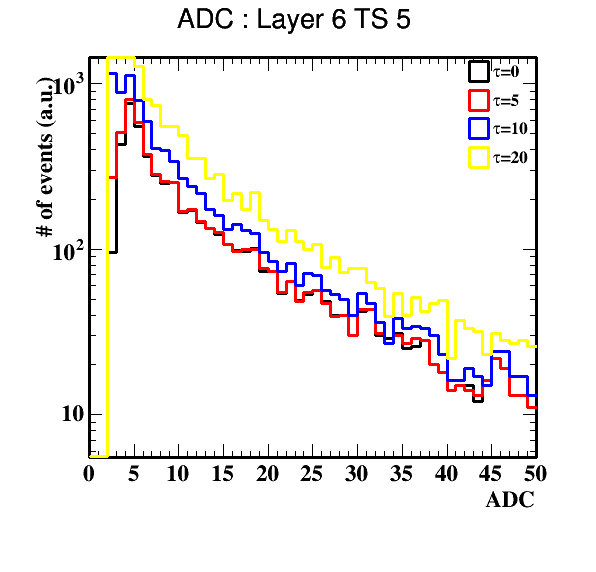 ADC : Layer 6 TS 5
# of events (a.u.)
10³
10²
10
τ=0
τ=5
τ=10
τ=20
0 5 10 15 20 25 30 35 40 45 50
ADC